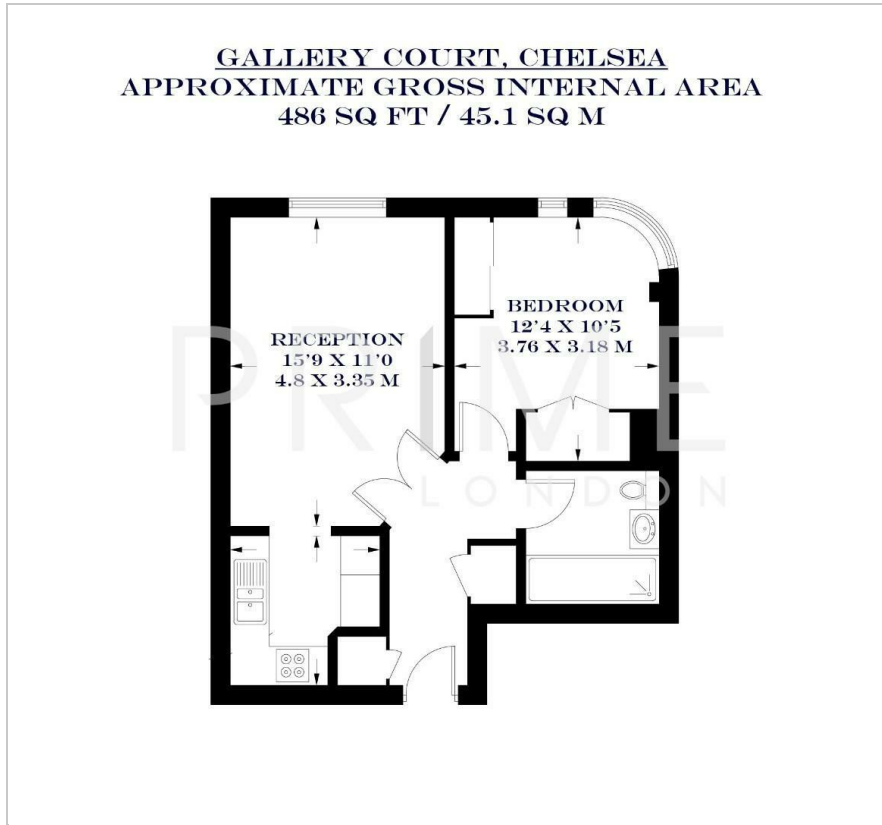 GALLERY COURT, CHELSEA
APPROXIMATE GROSS INTERNAL AREA
486 SQ FT / 45.1 SQ M
BEDROOM
12'4 X 10'5
3.76 X 3.18 M
RECEPTION
15'9 X 11'0
4.8 X 3.35 M
PRIME
LONDON